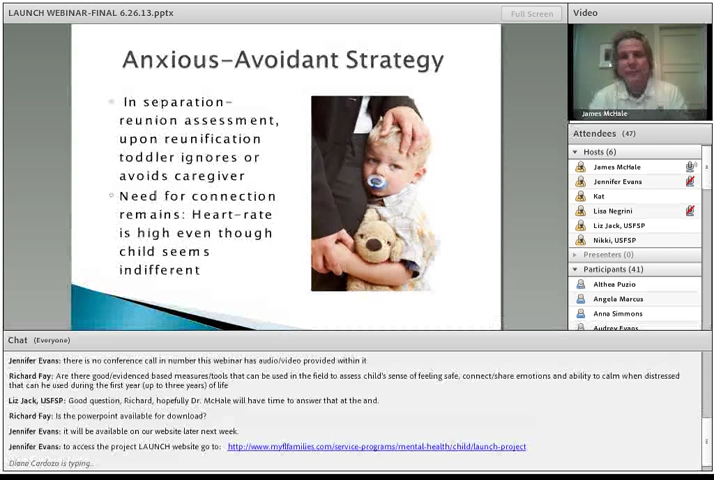 LAUNCH WEBINAR-FINAL 6.26.13.pptx
Full Screen
Anxious-Avoidant Strategy
In separation-
reunion assessment,
upon reunification
toddler ignores or
avoids caregiver
Need for connection
remains: Heart-rate
is high even though
child seems
indifferent
Video
James McHale
Attendees (47)
Hosts (6)
James McHale
Jennifer Evans
Kat
Lisa Negrini
Liz Jack, USFSP
Nikki, USFSP
Presenters (0)
Participants (41)
Althea Puzio
Angela Marcus
Anna Simmons
Audrey Evans
Chat (Everyone)
Jennifer Evans: there is no conference call in number this webinar has audio/video provided within it
Richard Fay: Are there good/evidenced based measures/tools that can be used in the field to assess child's sense of feeling safe, connect/share emotions and ability to calm when distressed
that can be used during the first year (up to three years) of life
Liz Jack, USFSP: Good question, Richard, hopefully Dr. McHale will have time to answer that at the and.
Richard Fay: Is the powerpoint available for download?
Jennifer Evans: it will be available on our website later next week.
Jennifer Evans: to access the project LAUNCH website go to: http://www.myflfamilies.com/service-programs/mental-health/child/launch-project
Diane Cardozo is typing..